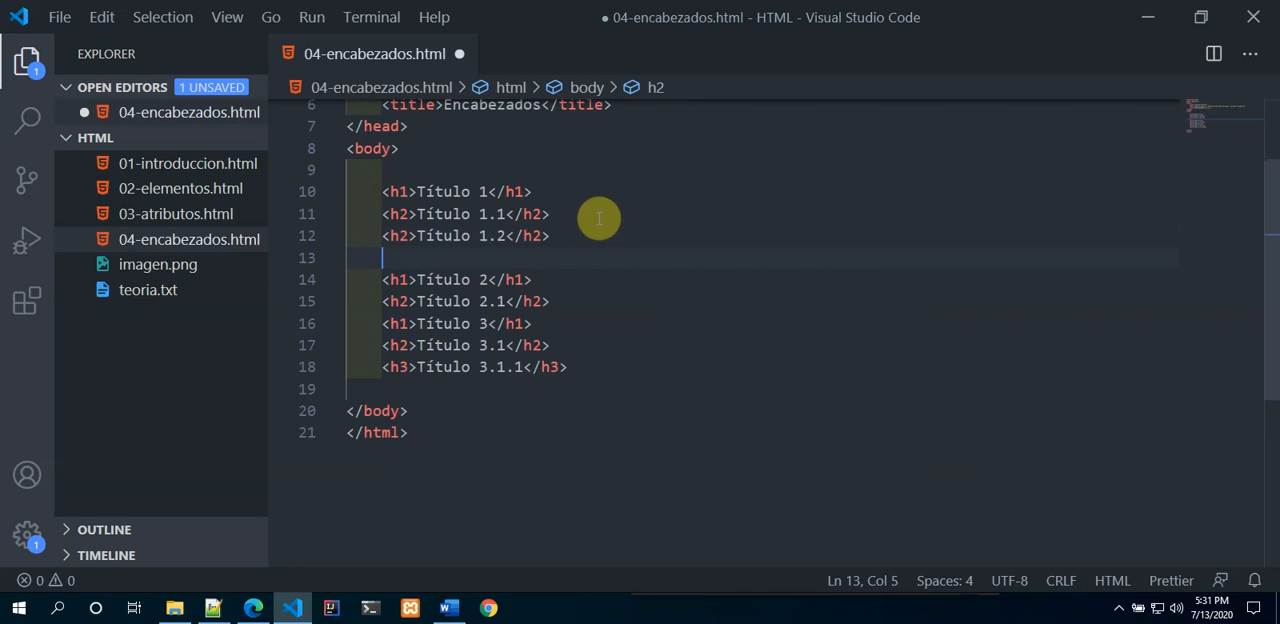 File Edit Selection View Go Run Terminal Help
● 04-encabezados.html - HTML - Visual Studio Code
EXPLORER
OPEN EDITORS 1 UNSAVED
04-encabezados.html
HTML
01-introduccion.html
02-elementos.html
03-atributos.html
04-encabezados.html
imagen.png
teoria.txt
OUTLINE
TIMELINE
1
1
04-encabezados.html
04-encabezados.html > html > body > h2
6 <title>Encabezados</title>
7 </head>
8 <body>
9
10 <h1>Título 1</h1>
11 <h2>Título 1.1</h2>
12 <h2>Título 1.2</h2>
13
14 <h1>Título 2</h1>
15 <h2>Título 2.1</h2>
16 <h1>Título 3</h1>
17 <h2>Título 3.1</h2>
18 <h3>Título 3.1.1</h3>
19
20 </body>
21 </html>
0 0
Ln 13, Col 5 Spaces: 4 UTF-8 CRLF HTML Prettier
5:31 PM
7/13/2020